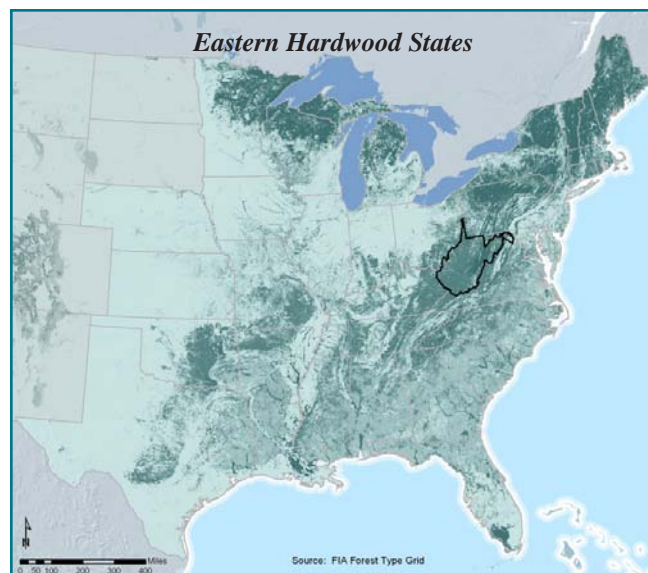 Eastern Hardwood States
N
Miles
0 50 100 200 300 400
Source: FIA Forest Type Grid